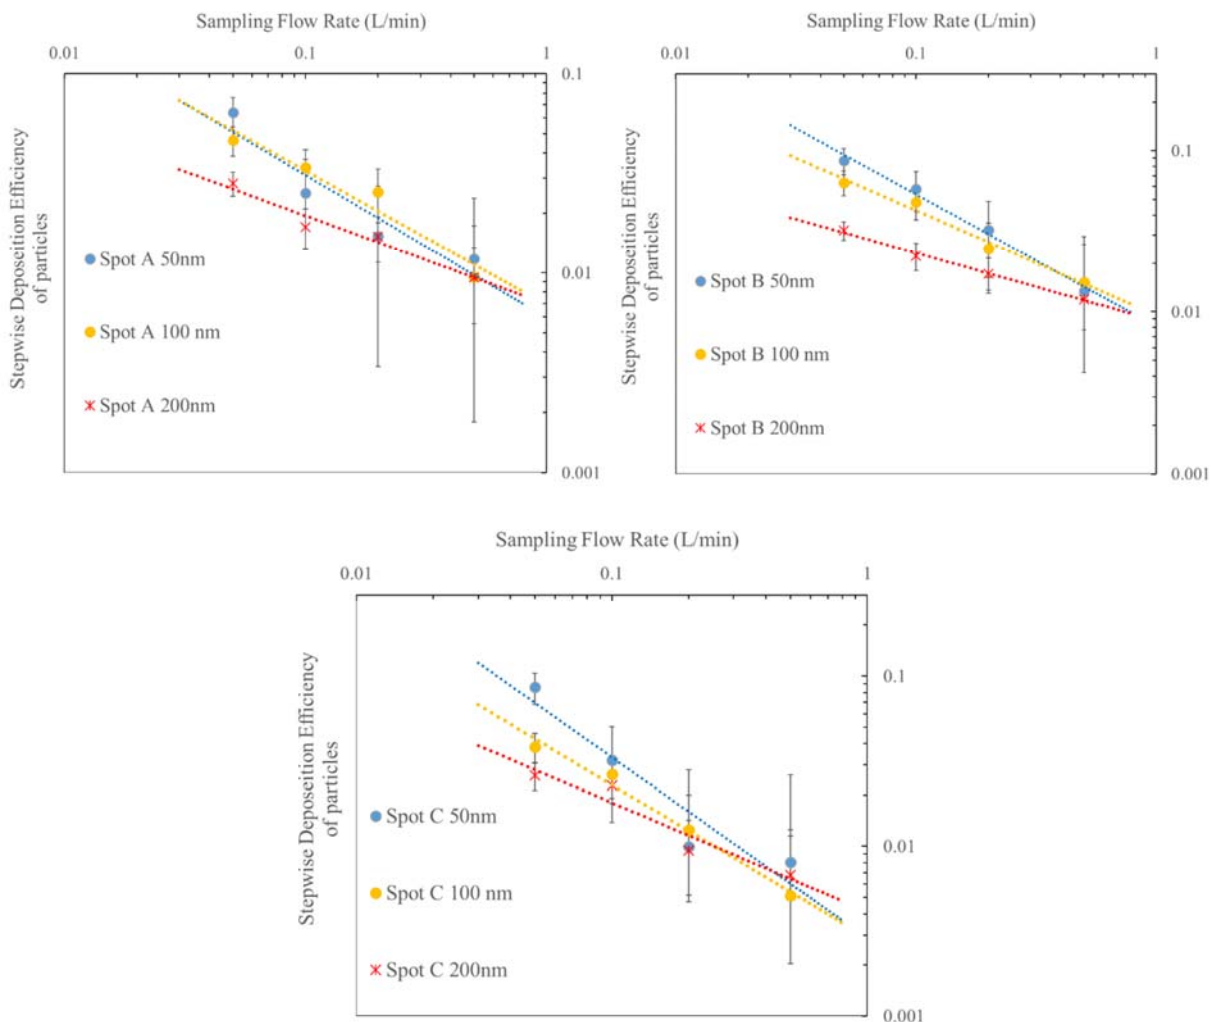 Sampling Flow Rate (L/min)
0.01 0.1 1
0.1
0.01
0.001
Stepwise Deposition Efficiency
of particles
Spot A 50nm
Spot A 100 nm
Spot A 200nm
Sampling Flow Rate (L/min)
0.01 0.1 1
0.1
0.01
0.001
Stepwise Deposition Efficiency
of particles
Spot B 50nm
Spot B 100 nm
Spot B 200nm
Sampling Flow Rate (L/min)
0.01 0.1 1
0.1
0.01
0.001
Stepwise Deposeition Efficiency
of particles
Spot C 50nm
Spot C 100 nm
Spot C 200nm